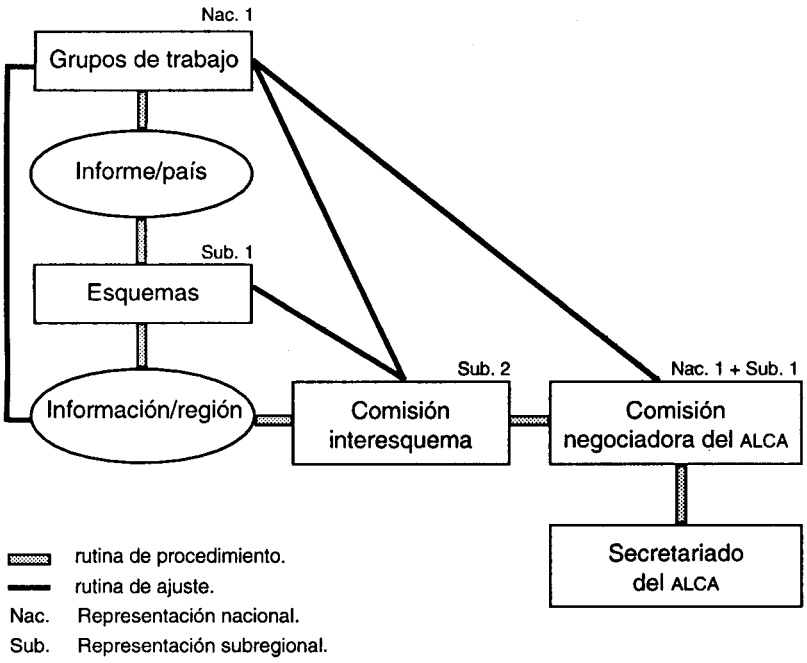 Nac. 1
Grupos de trabajo
Informe/país
Sub. 1
Esquemas
Información/región
Sub. 2
Comisión
interesquema
Nac. 1 + Sub. 1
Comisión
negociadora del ALCA
Secretariado
del ALCA
rutina de procedimiento.
rutina de ajuste.
Nac. Representación nacional.
Sub. Representación subregional.